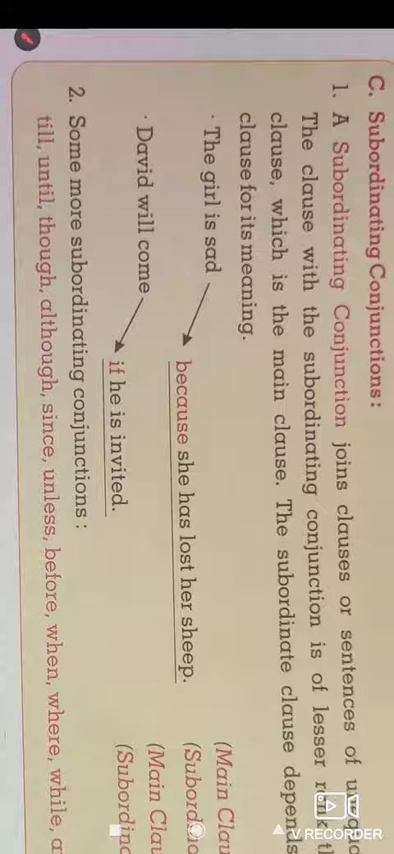 C. Subordinating Conjunctions :
1. A Subordinating Conjunction joins clauses or sentences of
The clause with the subordinating conjunction is of lesser
clause, which is the main clause. The subordinate clause depends
clause for its meaning.
· The girl is sad
(Main
because she has lost her sheep.
· David will come
(Main
if he is invited.
2. Some more subordinating conjunctions :
till, until, though, although, since, unless, before, when, where, while,
V RECORDER